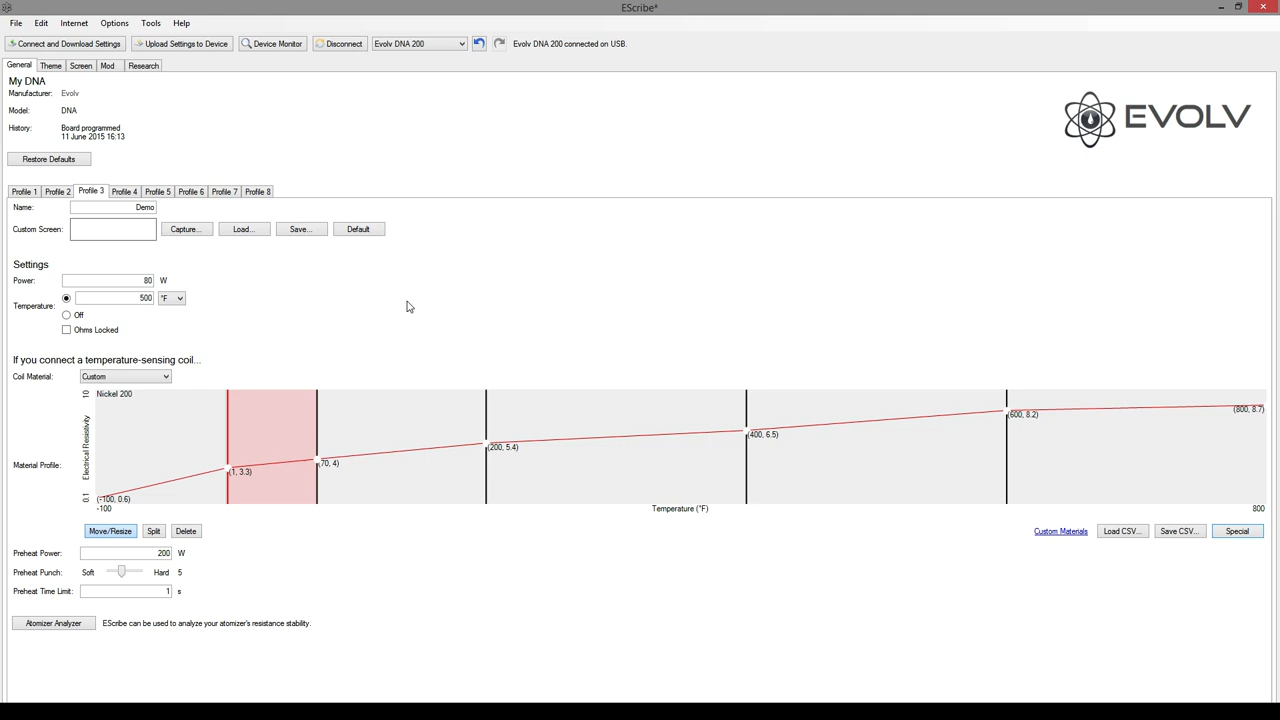 EScribe*
File Edit Internet Options Tools Help
Connect and Download Settings Upload Settings to Device Device Monitor Disconnect Evolv DNA 200 Evolv DNA 200 connected on USB.
General Theme Screen Mod Research
My DNA
Manufacturer: Evolv
Model: DNA
History: Board programmed
11 June 2015 16:13
EVOLV
Restore Defaults
Profile 1 Profile 2 Profile 3 Profile 4 Profile 5 Profile 6 Profile 7 Profile 8
Name: Demo
Custom Screen: Capture... Load... Save... Default
Settings
Power: 80 W
Temperature: 500 °F
Off
Ohms Locked
If you connect a temperature-sensing coil...
Coil Material: Custom
Material Profile:
Electrical Resistivity
10
0.1
Nickel 200
(-100, 0.6)
(1, 3.3)
(70, 4)
(200, 5.4)
(400, 6.5)
(600, 8.2)
(800, 8.7)
-100 Temperature (°F) 800
Move/Resize Split Delete Custom Materials Load CSV... Save CSV... Special
Preheat Power: 200 W
Preheat Punch: Soft Hard 5
Preheat Time Limit: 1 s
Atomizer Analyzer EScribe can be used to analyze your atomizer's resistance stability.